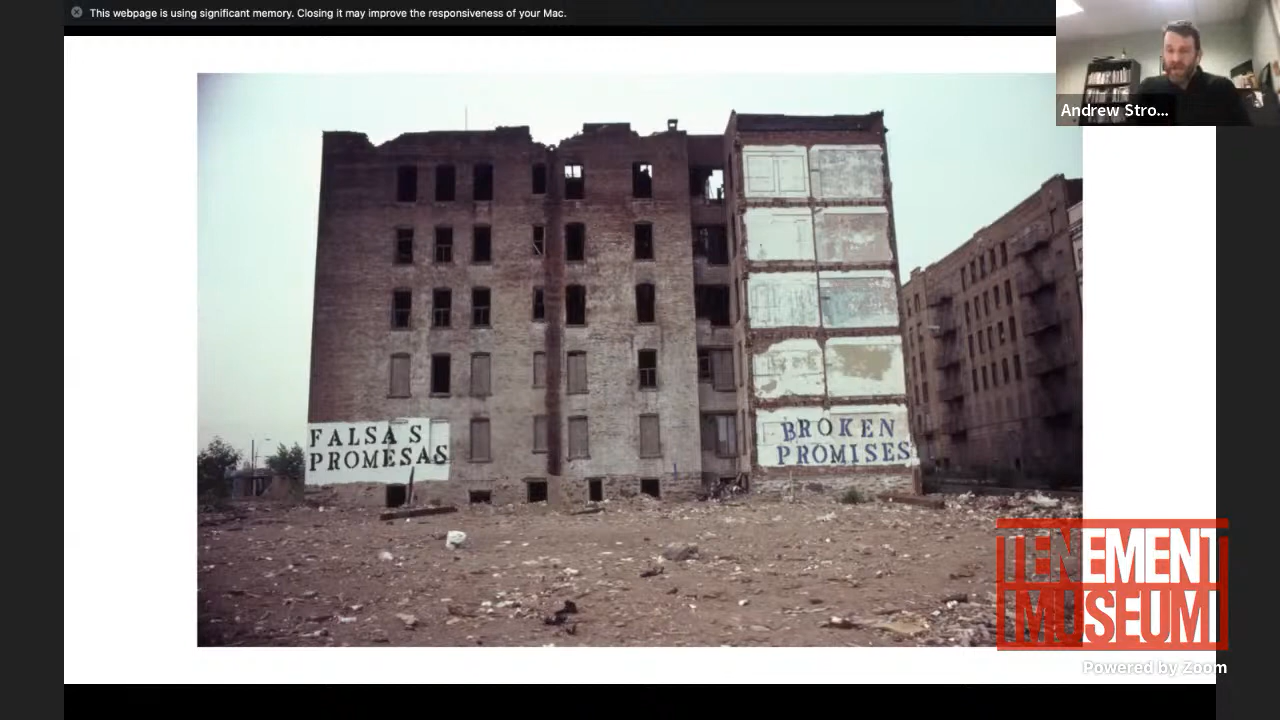 This webpage is using significant memory. Closing it may improve the responsiveness of your Mac.
Andrew Stro...
FALSAS
PROMESAS
BROKEN
PROMISES
TENEMENT
MUSEUM
Powered by Zoom